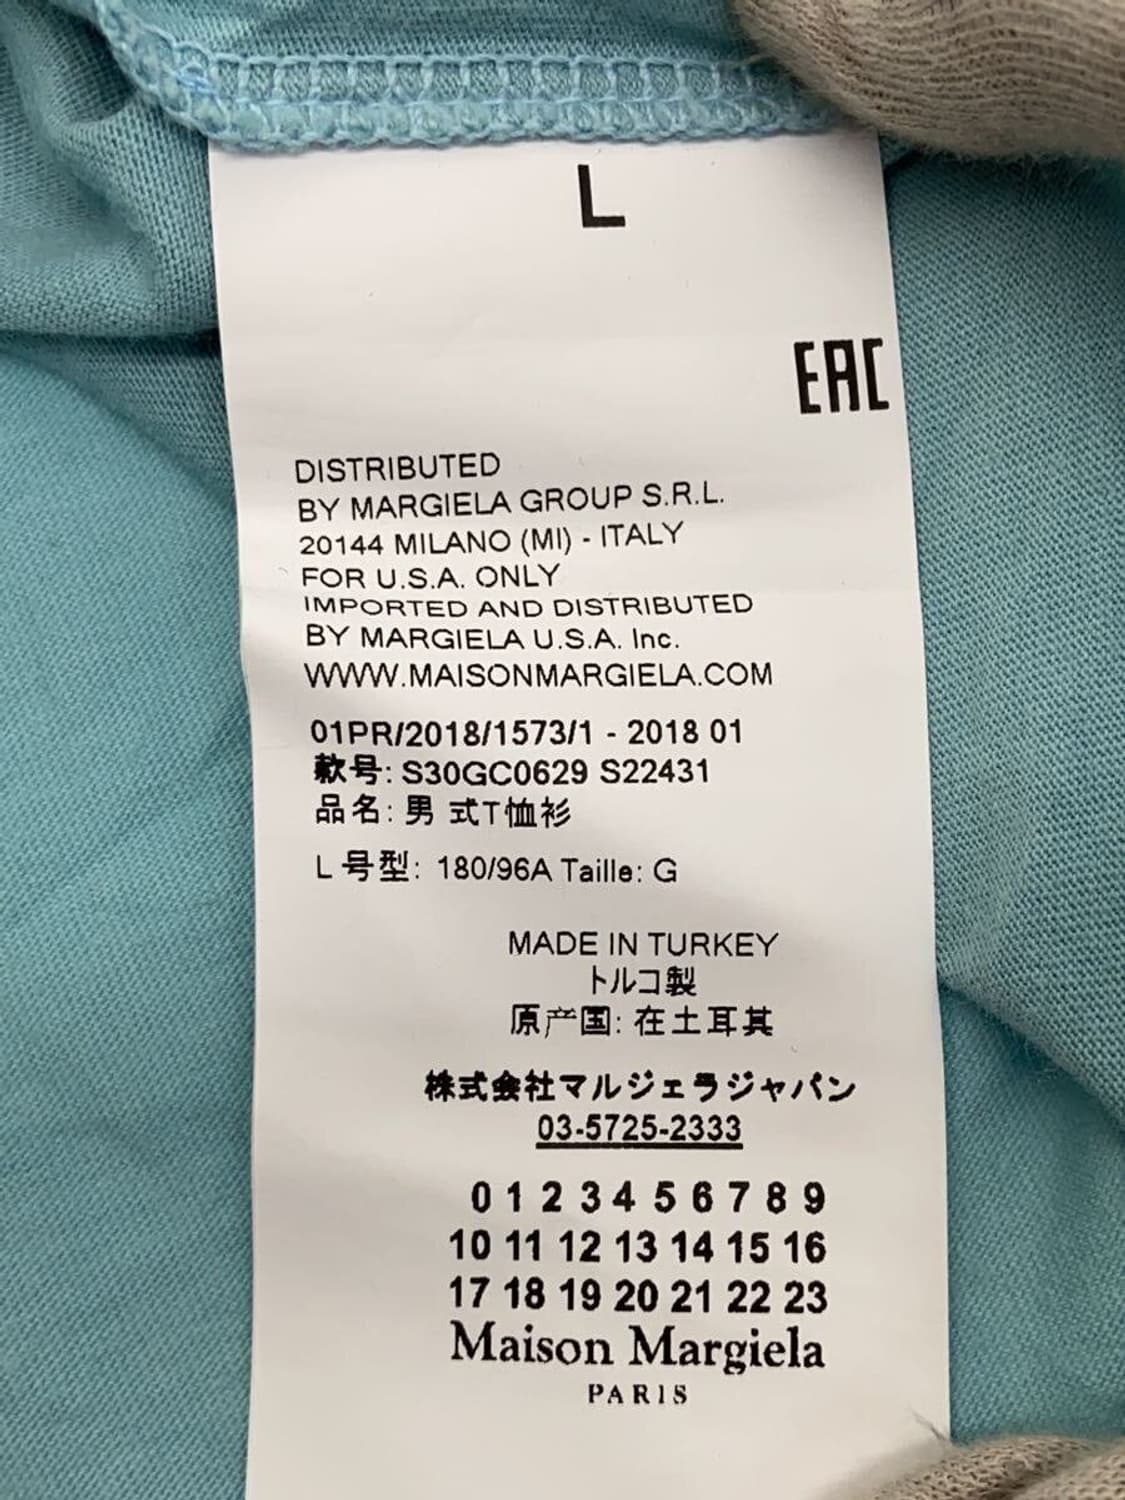 L
EAC
DISTRIBUTED
BY MARGIELA GROUP S.R.L.
20144 MILANO (MI) - ITALY
FOR U.S.A. ONLY
IMPORTED AND DISTRIBUTED
BY MARGIELA U.S.A. Inc.
WWW.MAISONMARGIELA.COM
01PR/2018/1573/1 - 2018 01
款号: S30GC0629 S22431
品名: 男 式T恤衫
L 号型: 180/96A Taille: G
MADE IN TURKEY
トルコ製
原产国: 在土耳其
株式会社マルジェラジャパン
03-5725-2333
0 1 2 3 4 5 6 7 8 9
10 11 12 13 14 15 16
17 18 19 20 21 22 23
Maison Margiela
PARIS